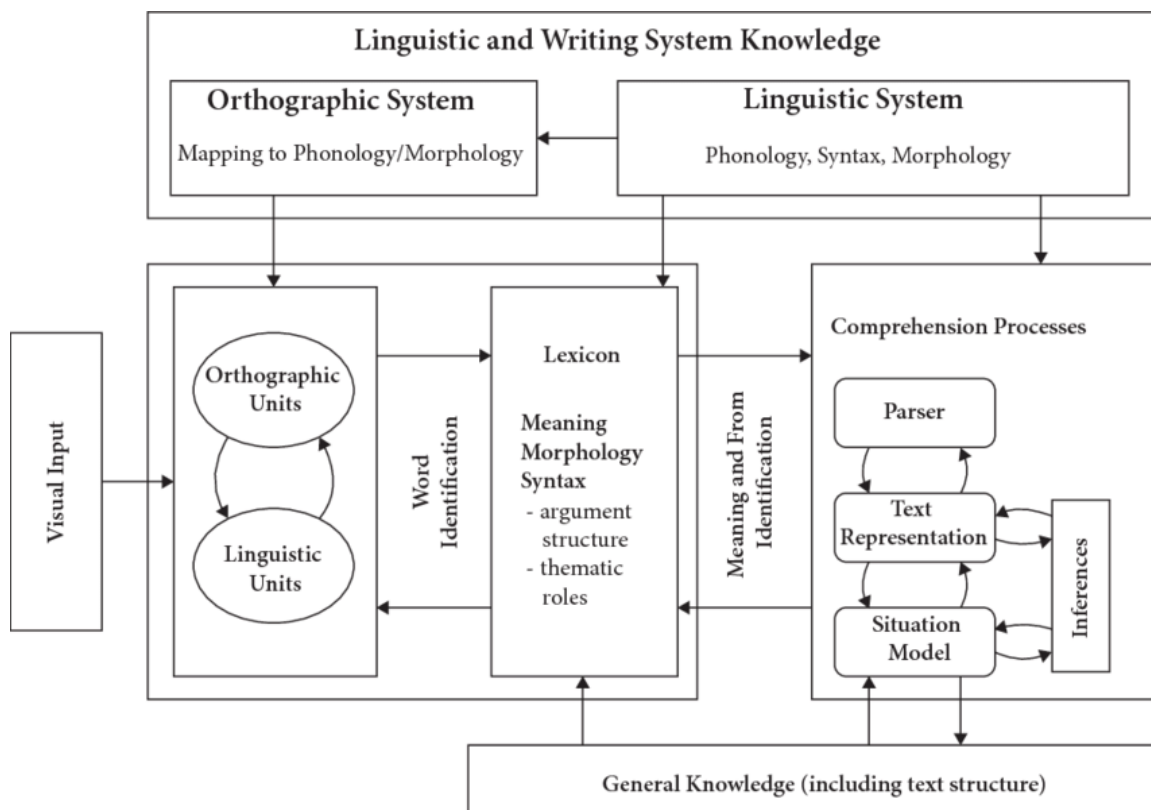 Linguistic and Writing System Knowledge
Orthographic System
Mapping to Phonology/Morphology
Linguistic System
Phonology, Syntax, Morphology
Visual Input
Orthographic
Units
Linguistic
Units
Word
Identification
Lexicon
Meaning
Morphology
Syntax
- argument
structure
- thematic
roles
Meaning and From
Identification
Comprehension Processes
Parser
Text
Representation
Situation
Model
Inferences
General Knowledge (including text structure)